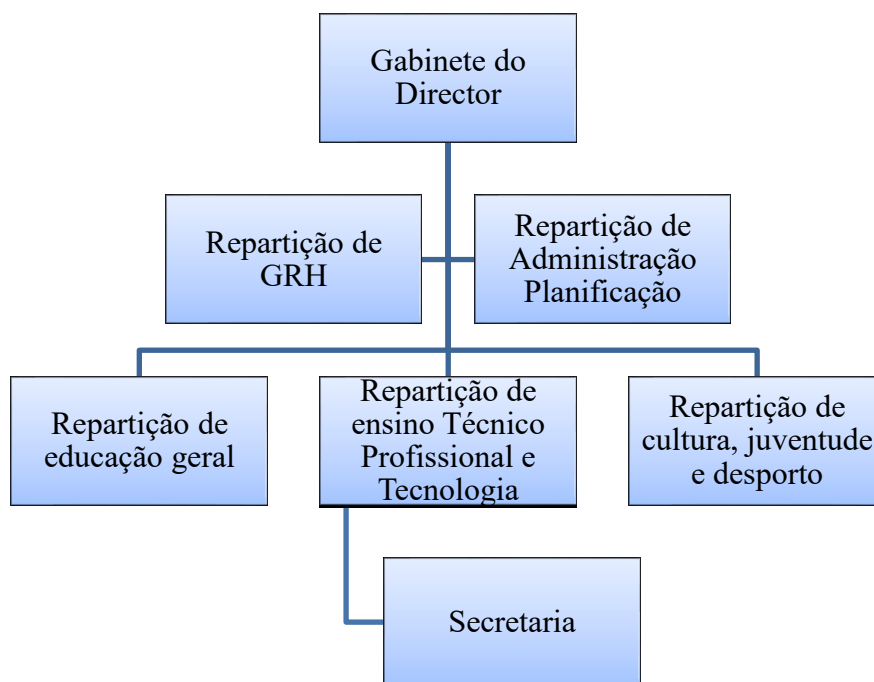 Gabinete do
Director
Repartição de
GRH
Repartição de
Administração
Planificação
Repartição de
educação geral
Repartição de
ensino Técnico
Profissional e
Tecnologia
Repartição de
cultura, juventude
e desporto
Secretaria